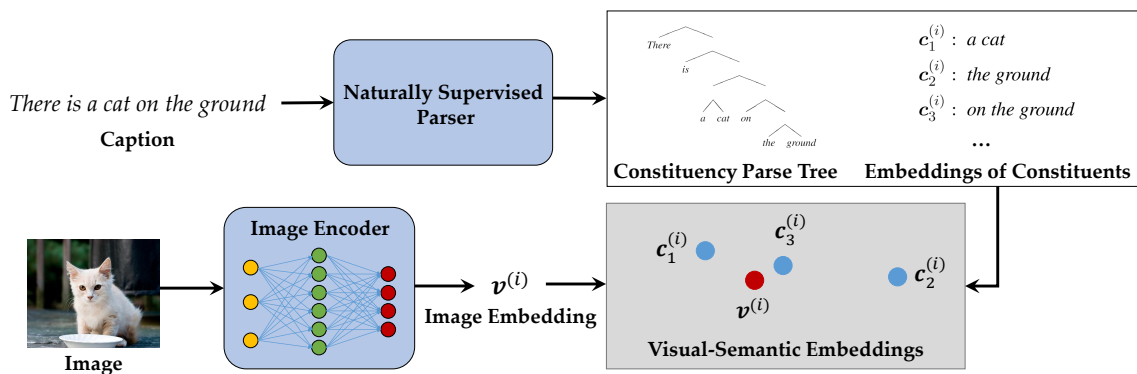 There is a cat on the ground
Caption
Naturally Supervised
Parser
There
is
a cat on
the ground
Constituency Parse Tree
c₁⁽ⁱ⁾ : a cat
c₂⁽ⁱ⁾ : the ground
c₃⁽ⁱ⁾ : on the ground
...
Embeddings of Constituents
Image
Image Encoder
v⁽ⁱ⁾
Image Embedding
c₁⁽ⁱ⁾
c₃⁽ⁱ⁾
c₂⁽ⁱ⁾
v⁽ⁱ⁾
Visual-Semantic Embeddings